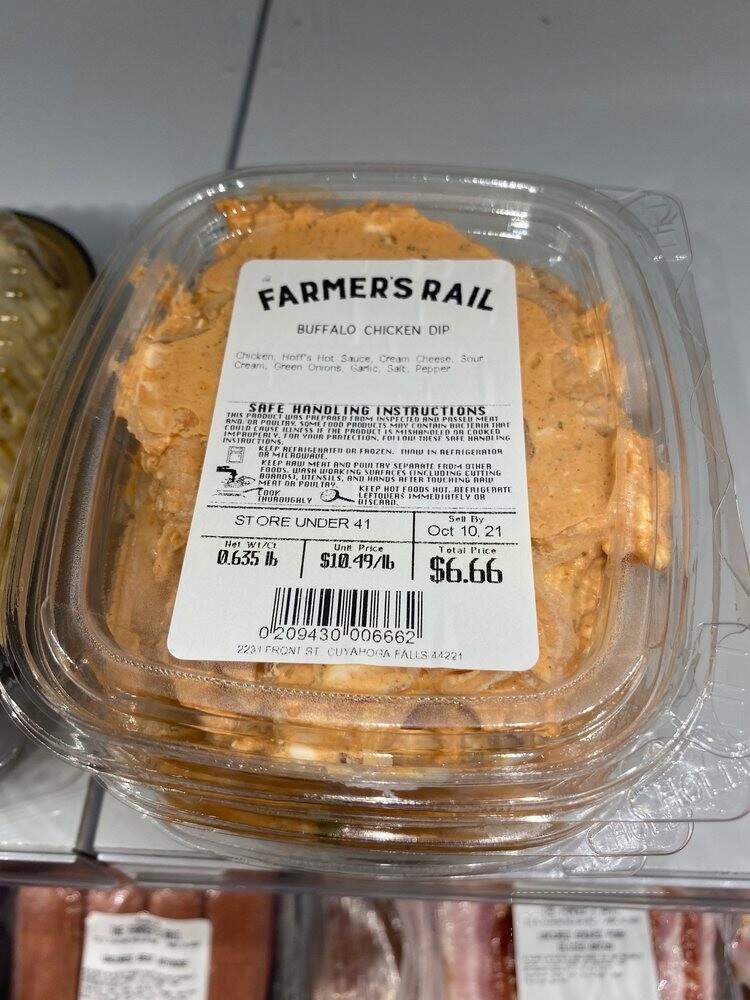 FARMER'S RAIL
BUFFALO CHICKEN DIP
Chicken, Hoff's Hot Sauce, Cream Cheese, Sour
Cream, Green Onions, Garlic, Salt, Pepper
SAFE HANDLING INSTRUCTIONS
THIS PRODUCT WAS PREPARED FROM INSPECTED AND PASSED MEAT
AND/OR POULTRY. SOME FOOD PRODUCTS MAY CONTAIN BACTERIA THAT
COULD CAUSE ILLNESS IF THE PRODUCT IS MISHANDLED OR COOKED
IMPROPERLY. FOR YOUR PROTECTION, FOLLOW THESE SAFE HANDLING
INSTRUCTIONS.
KEEP REFRIGERATED OR FROZEN. THAW IN REFRIGERATOR
OR MICROWAVE.
KEEP RAW MEAT AND POULTRY SEPARATE FROM OTHER
FOODS. WASH WORKING SURFACES (INCLUDING CUTTING
BOARDS), UTENSILS, AND HANDS AFTER TOUCHING RAW
MEAT OR POULTRY.
COOK
THOROUGHLY
KEEP HOT FOODS HOT. REFRIGERATE
LEFTOVERS IMMEDIATELY OR
DISCARD.
STORE UNDER 41
Sell By
Oct 10, 21
Net Wt/Ct
0.635 lb
Unit Price
$10.49/lb
Total Price
$6.66
0 209430 006662
2231 FRONT ST CUYAHOGA FALLS 44221